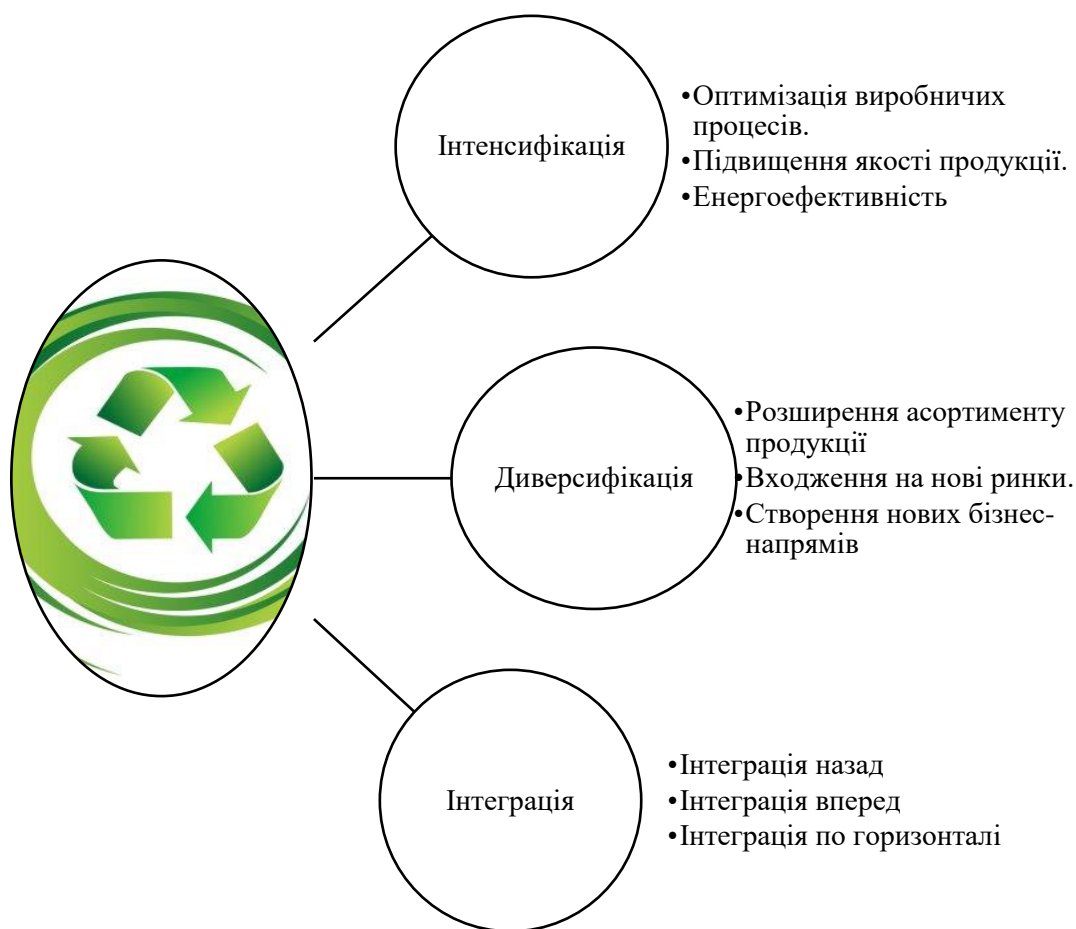 Інтенсифікація
•Оптимізація виробничих
процесів.
•Підвищення якості продукції.
•Енергоефективність
Диверсифікація
•Розширення асортименту
продукції
•Входження на нові ринки.
•Створення нових бізнес-
напрямів
Інтеграція
•Інтеграція назад
•Інтеграція вперед
•Інтеграція по горизонталі